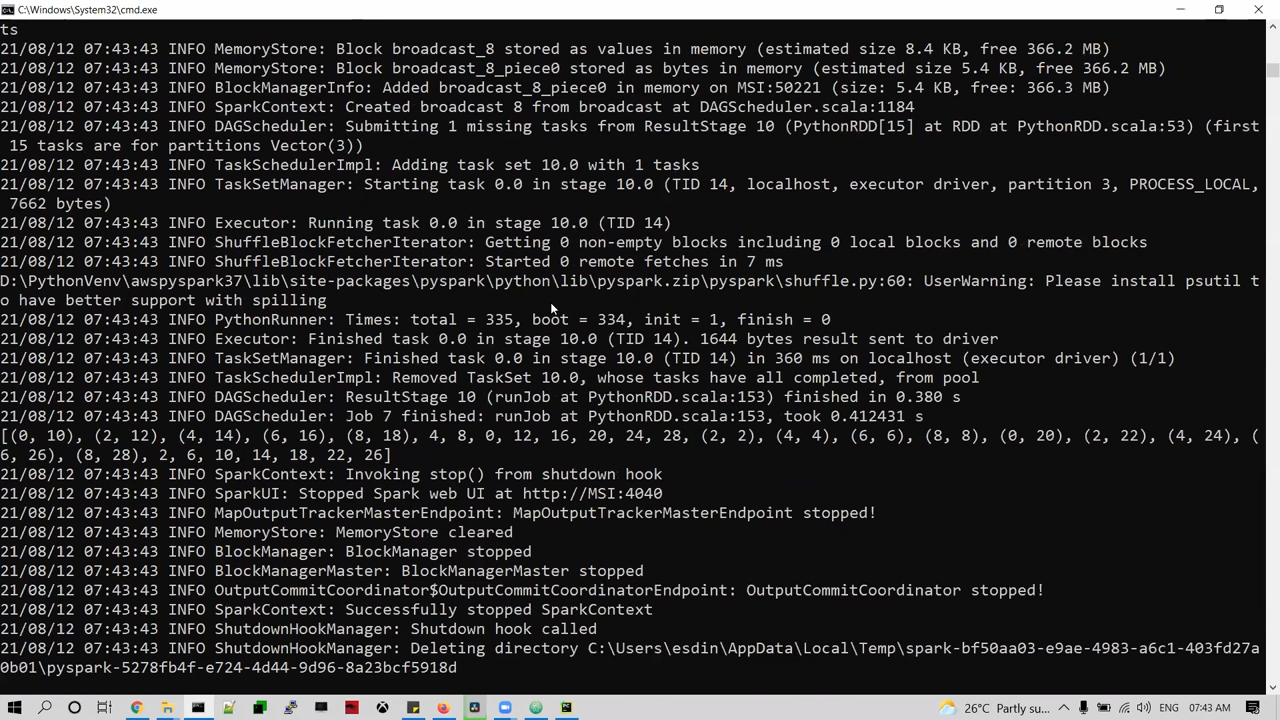 C:\Windows\System32\cmd.exe
ts
21/08/12 07:43:43 INFO MemoryStore: Block broadcast_8 stored as values in memory (estimated size 8.4 KB, free 366.2 MB)
21/08/12 07:43:43 INFO MemoryStore: Block broadcast_8_piece0 stored as bytes in memory (estimated size 5.4 KB, free 366.2 MB)
21/08/12 07:43:43 INFO BlockManagerInfo: Added broadcast_8_piece0 in memory on MSI:50221 (size: 5.4 KB, free: 366.3 MB)
21/08/12 07:43:43 INFO SparkContext: Created broadcast 8 from broadcast at DAGScheduler.scala:1184
21/08/12 07:43:43 INFO DAGScheduler: Submitting 1 missing tasks from ResultStage 10 (PythonRDD[15] at RDD at PythonRDD.scala:53) (first
 15 tasks are for partitions Vector(3))
21/08/12 07:43:43 INFO TaskSchedulerImpl: Adding task set 10.0 with 1 tasks
21/08/12 07:43:43 INFO TaskSetManager: Starting task 0.0 in stage 10.0 (TID 14, localhost, executor driver, partition 3, PROCESS_LOCAL,
 7662 bytes)
21/08/12 07:43:43 INFO Executor: Running task 0.0 in stage 10.0 (TID 14)
21/08/12 07:43:43 INFO ShuffleBlockFetcherIterator: Getting 0 non-empty blocks including 0 local blocks and 0 remote blocks
21/08/12 07:43:43 INFO ShuffleBlockFetcherIterator: Started 0 remote fetches in 7 ms
D:\PythonVenv\awspyspark37\lib\site-packages\pyspark\python\lib\pyspark.zip\pyspark\shuffle.py:60: UserWarning: Please install psutil t
o have better support with spilling
21/08/12 07:43:43 INFO PythonRunner: Times: total = 335, boot = 334, init = 1, finish = 0
21/08/12 07:43:43 INFO Executor: Finished task 0.0 in stage 10.0 (TID 14). 1644 bytes result sent to driver
21/08/12 07:43:43 INFO TaskSetManager: Finished task 0.0 in stage 10.0 (TID 14) in 360 ms on localhost (executor driver) (1/1)
21/08/12 07:43:43 INFO TaskSchedulerImpl: Removed TaskSet 10.0, whose tasks have all completed, from pool
21/08/12 07:43:43 INFO DAGScheduler: ResultStage 10 (runJob at PythonRDD.scala:153) finished in 0.380 s
21/08/12 07:43:43 INFO DAGScheduler: Job 7 finished: runJob at PythonRDD.scala:153, took 0.412431 s
[(0, 10), (2, 12), (4, 14), (6, 16), (8, 18), 4, 8, 0, 12, 16, 20, 24, 28, (2, 2), (4, 4), (6, 6), (8, 8), (0, 20), (2, 22), (4, 24), (
6, 26), (8, 28), 2, 6, 10, 14, 18, 22, 26]
21/08/12 07:43:43 INFO SparkContext: Invoking stop() from shutdown hook
21/08/12 07:43:43 INFO SparkUI: Stopped Spark web UI at http://MSI:4040
21/08/12 07:43:43 INFO MapOutputTrackerMasterEndpoint: MapOutputTrackerMasterEndpoint stopped!
21/08/12 07:43:43 INFO MemoryStore: MemoryStore cleared
21/08/12 07:43:43 INFO BlockManager: BlockManager stopped
21/08/12 07:43:43 INFO BlockManagerMaster: BlockManagerMaster stopped
21/08/12 07:43:43 INFO OutputCommitCoordinator$OutputCommitCoordinatorEndpoint: OutputCommitCoordinator stopped!
21/08/12 07:43:43 INFO SparkContext: Successfully stopped SparkContext
21/08/12 07:43:43 INFO ShutdownHookManager: Shutdown hook called
21/08/12 07:43:43 INFO ShutdownHookManager: Deleting directory C:\Users\esdin\AppData\Local\Temp\spark-bf50aa03-e9ae-4983-a6c1-403fd27a
0b01\pyspark-5278fb4f-e724-4d44-9d96-8a23bcf5918d
26°C Partly su... 07:43 AM